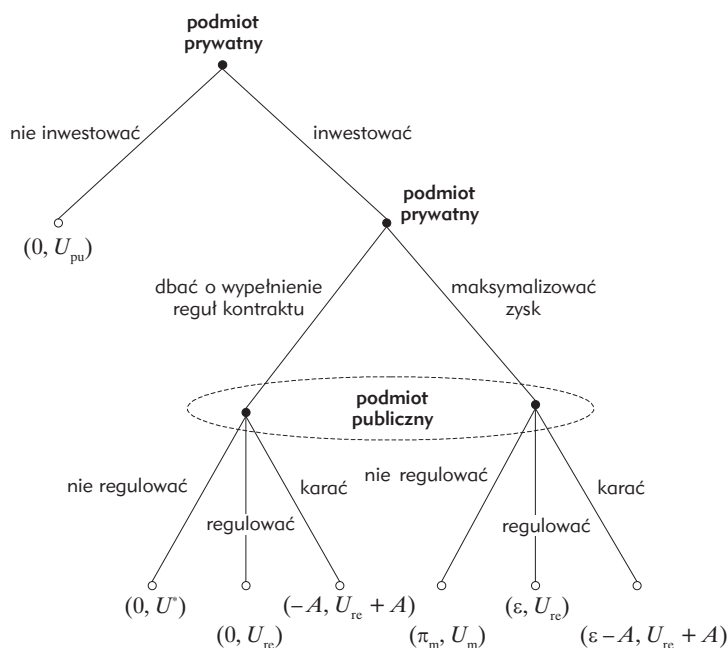 podmiot
prywatny
nie inwestować
inwestować
podmiot
prywatny
(0, U_pu)
dbać o wypełnienie
reguł kontraktu
maksymalizować
zysk
podmiot
publiczny
nie regulować
regulować
karać
nie regulować
regulować
karać
(0, U*)
(0, U_re)
(−A, U_re + A)
(π_m, U_m)
(ε, U_re)
(ε−A, U_re + A)